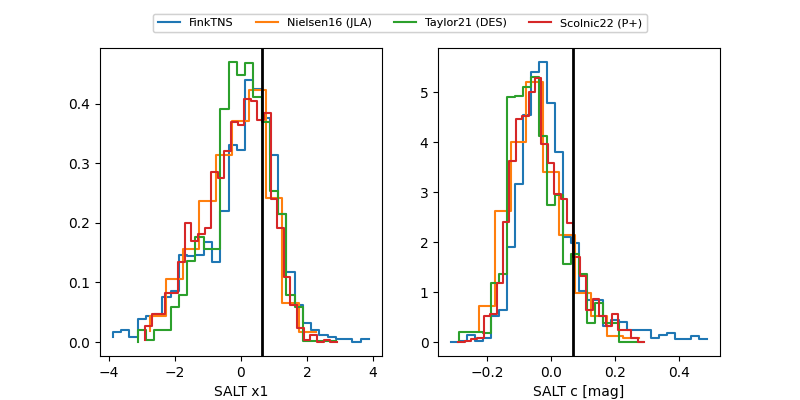 FinkTNS Nielsen16 (JLA) Taylor21 (DES) Scolnic22 (P+)
0.4
0.3
0.2
0.1
0.0
−4 −2 0 2 4
SALT x1
5
4
3
2
1
0
−0.2 0.0 0.2 0.4
SALT c [mag]